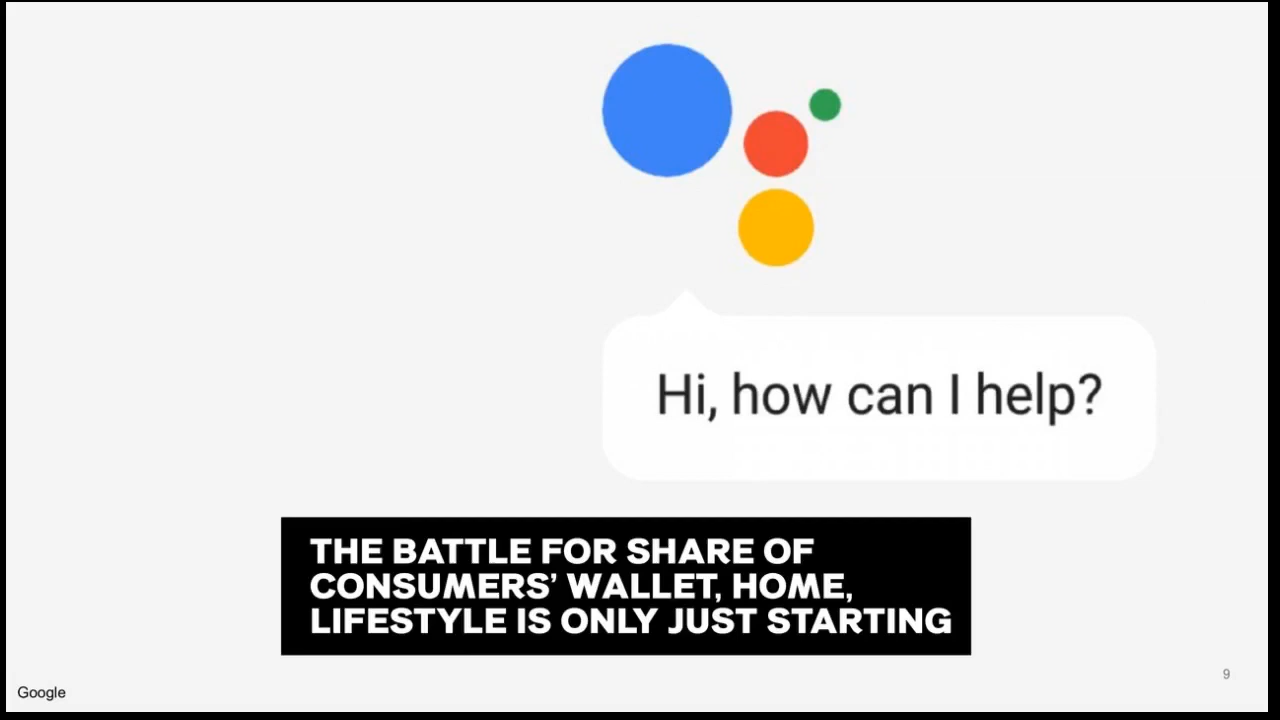 Hi, how can I help?
THE BATTLE FOR SHARE OF
CONSUMERS’ WALLET, HOME,
LIFESTYLE IS ONLY JUST STARTING
9
Google